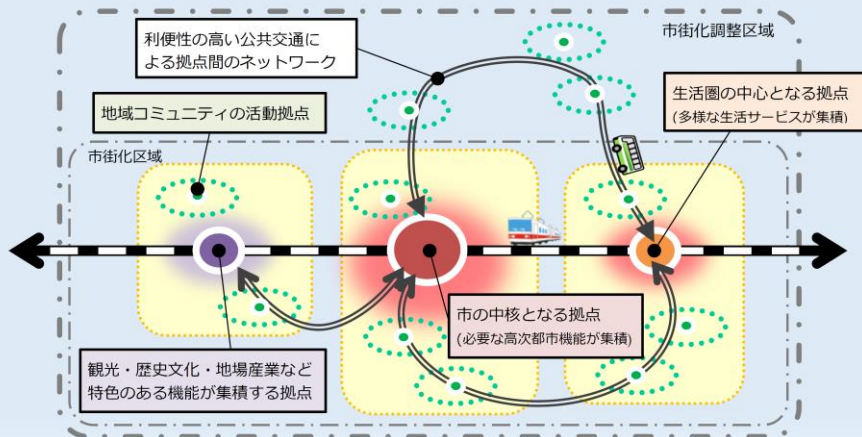 利便性の高い公共交通に
よる拠点間のネットワーク
市街化調整区域
生活圏の中心となる拠点
(多様な生活サービスが集積)
地域コミュニティの活動拠点
市街化区域
市の中核となる拠点
(必要な高次都市機能が集積)
観光・歴史文化・地場産業など
特色のある機能が集積する拠点